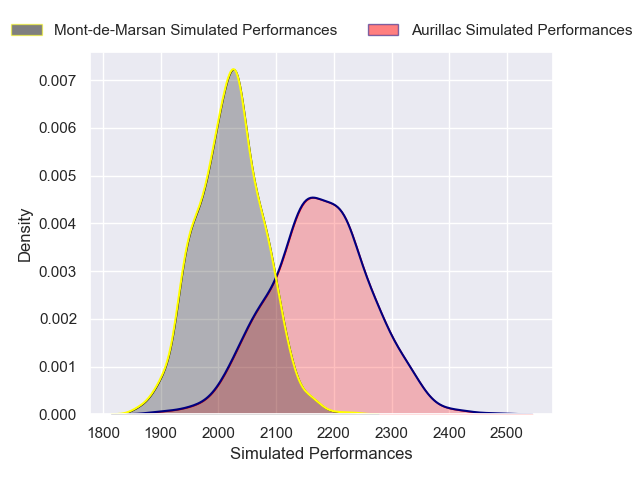 Mont-de-Marsan Simulated Performances
Aurillac Simulated Performances
0.007
0.006
0.005
0.004
0.003
0.002
0.001
0.000
Density
1800 1900 2000 2100 2200 2300 2400 2500
Simulated Performances